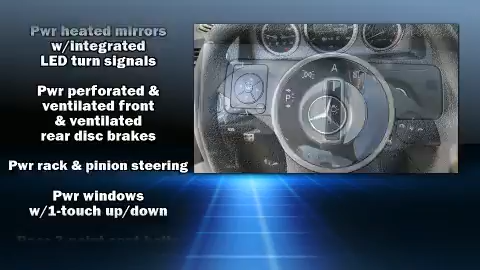 Pwr heated mirrors
w/integrated
LED turn signals
Pwr perforated &
ventilated front
& ventilated
rear disc brakes
Pwr rack & pinion steering
Pwr windows
w/1-touch up/down
A
P